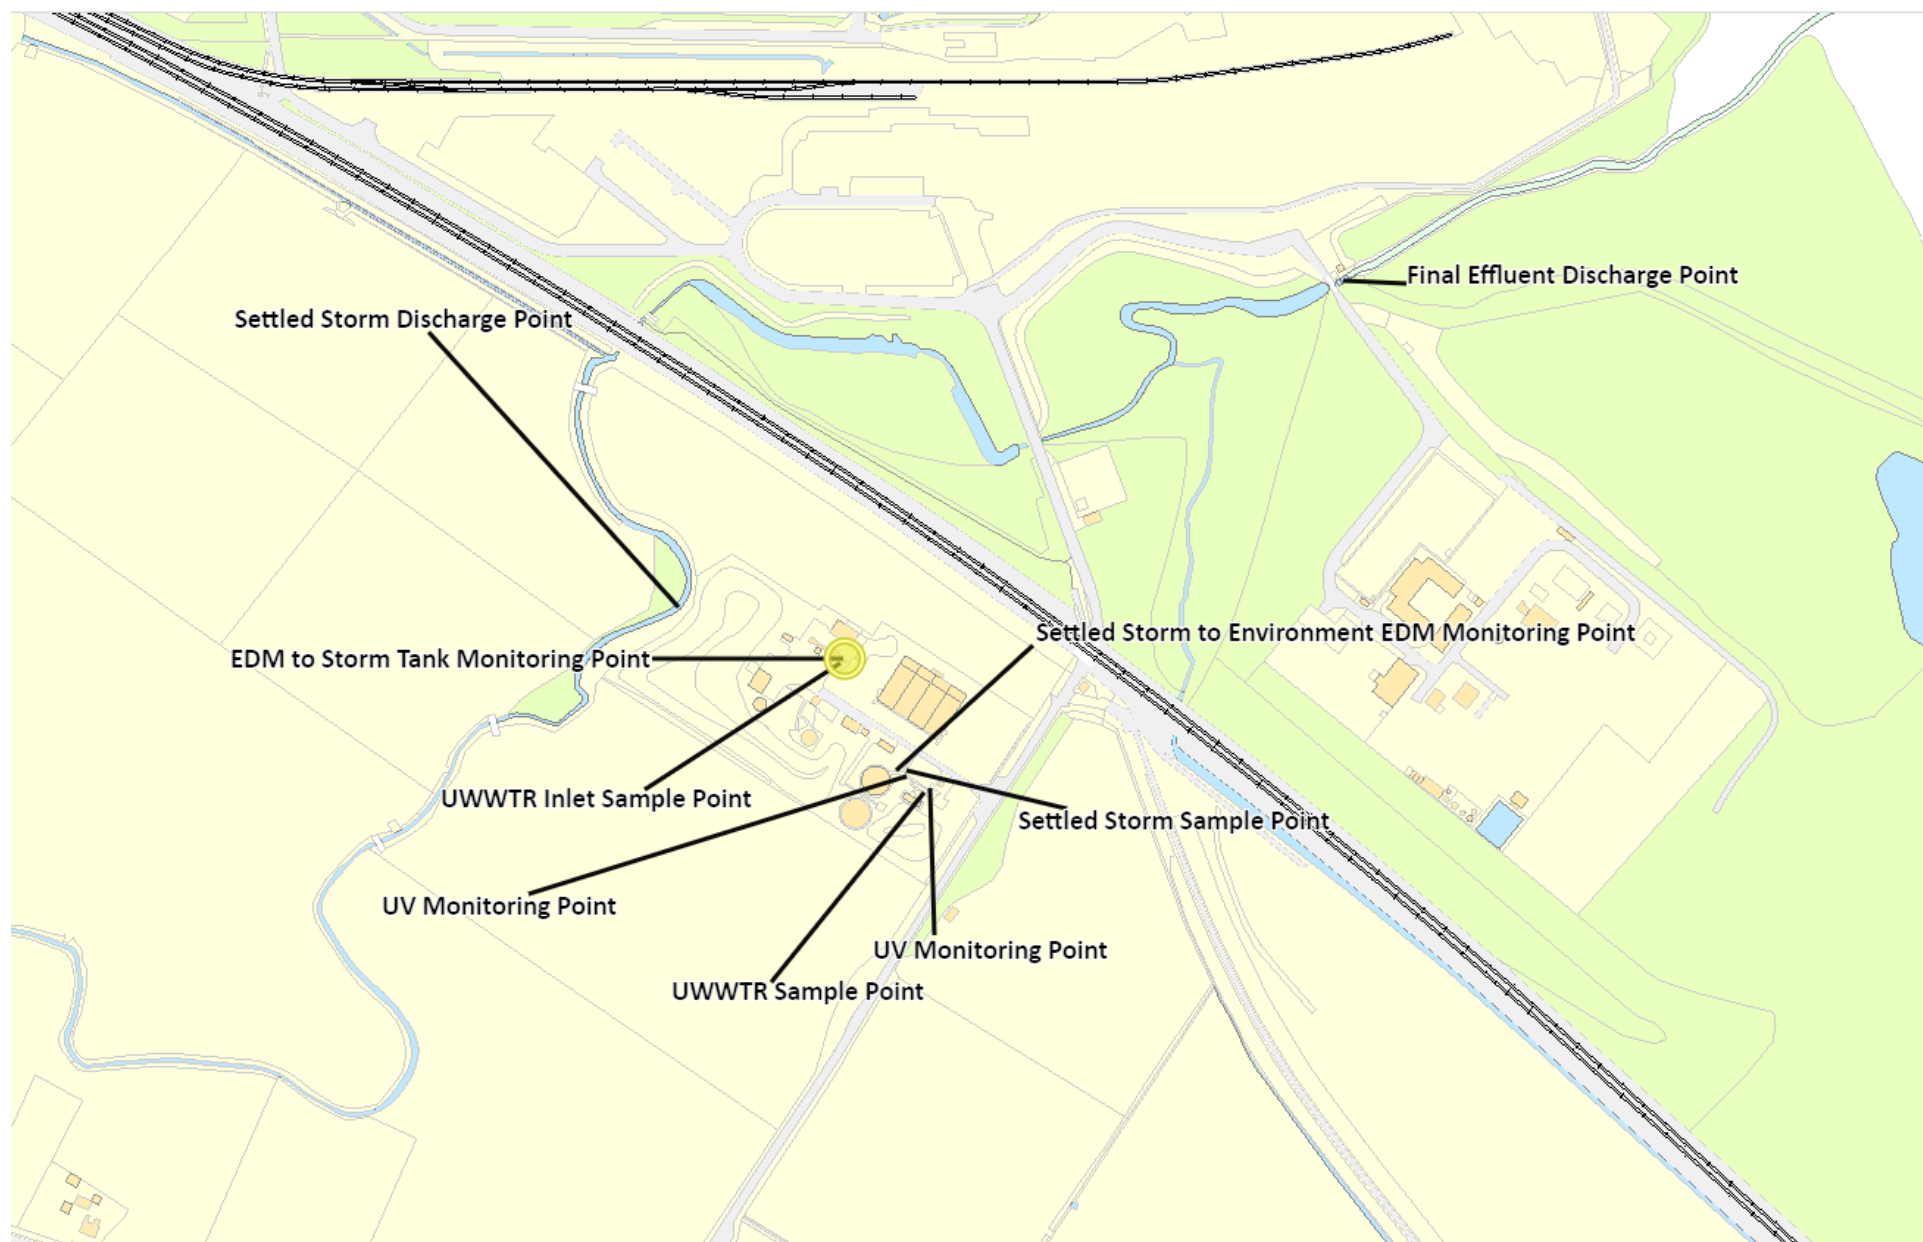 Final Effluent Discharge Point
Settled Storm Discharge Point
Settled Storm to Environment EDM Monitoring Point
EDM to Storm Tank Monitoring Point
UWWTR Inlet Sample Point
Settled Storm Sample Point
UV Monitoring Point
UV Monitoring Point
UWWTR Sample Point